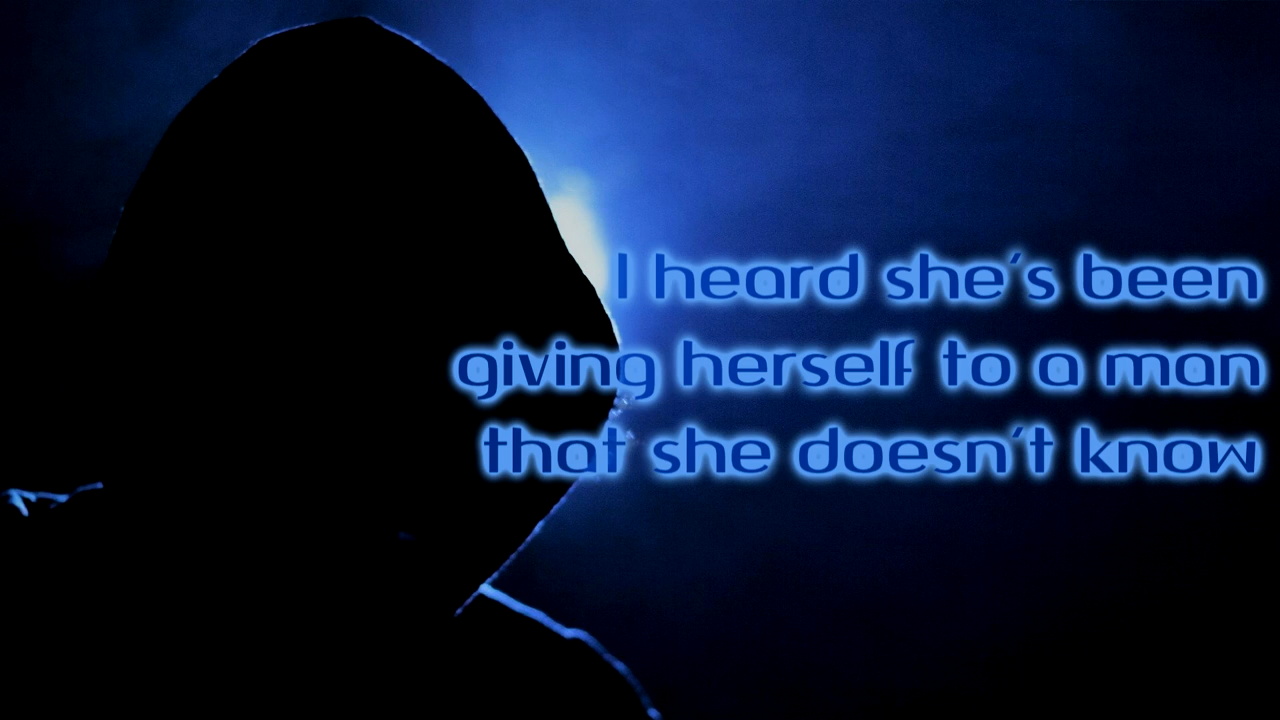 I heard she's been
giving herself to a man
that she doesn't know